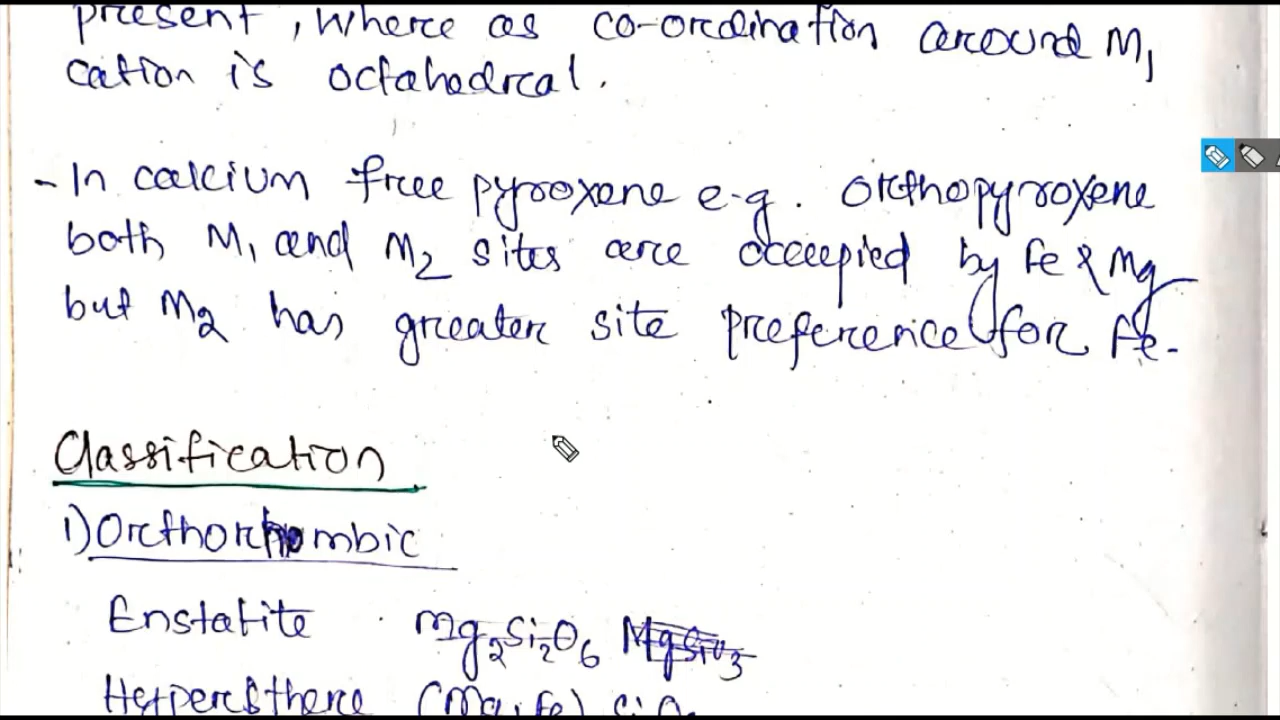 present, where as co-ordination around M1
cation is octahedral.
- In calcium free pyroxene e.g. orthopyroxene
both M1 and M2 sites are occupied by Fe & Mg
but M2 has greater site preference for Fe.
Classification
1) Orthorhombic
Enstatite Mg2Si2O6 MgSiO3
Hypersthene (Mg, Fe)